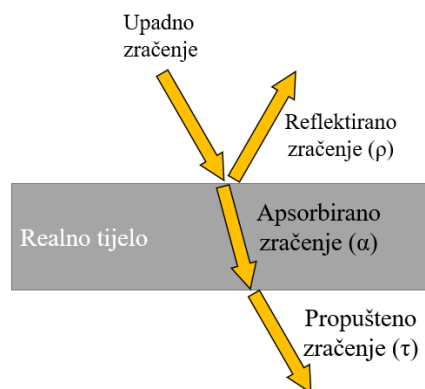 Upadno
zračenje
Reflektirano
zračenje (ρ)
Realno tijelo
Apsorbirano
zračenje (α)
Propušteno
zračenje (τ)